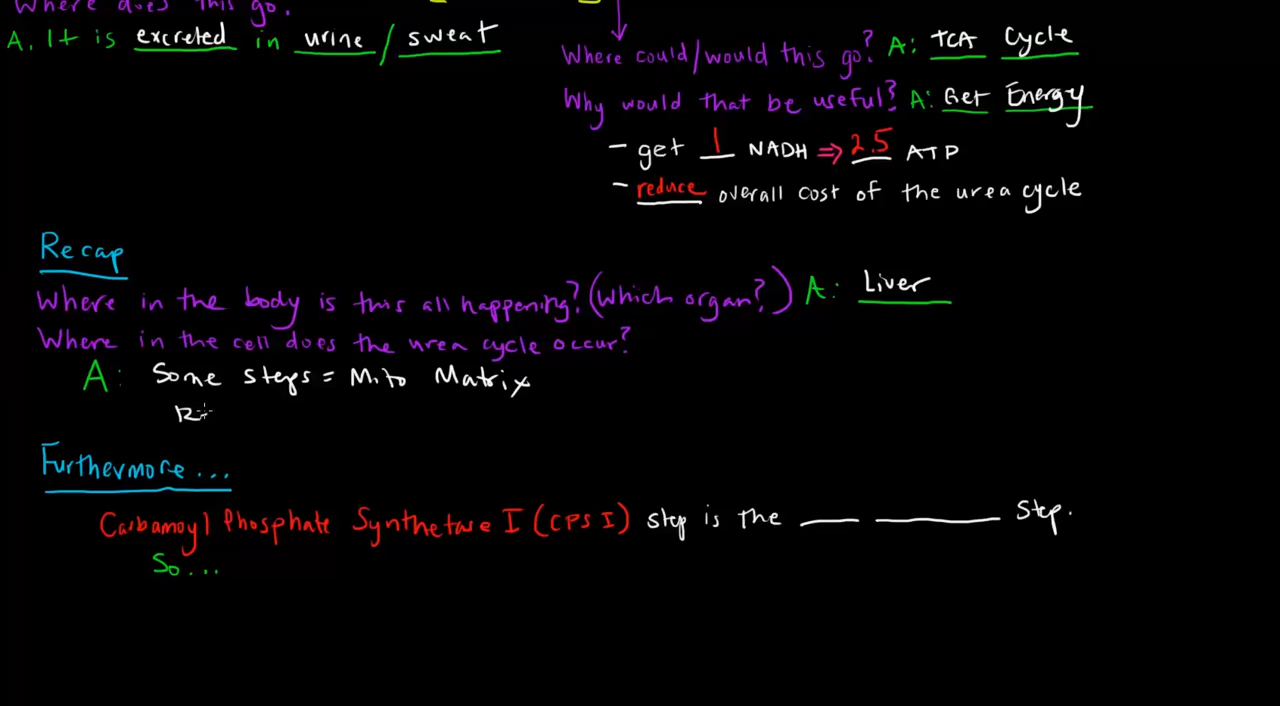 Where does this go.
A. It is excreted in urine / sweat
Where could/would this go? A: TCA Cycle
Why would that be useful? A: Get Energy
- get 1 NADH ⇒ 2.5 ATP
- reduce overall cost of the urea cycle
Recap
Where in the body is this all happening? (Which organ?) A: Liver
Where in the cell does the urea cycle occur?
A: Some steps = Mito Matrix
Furthermore...
Carbamoyl Phosphate Synthetase I (CPS I) step is the ____ ____ Step.
So...